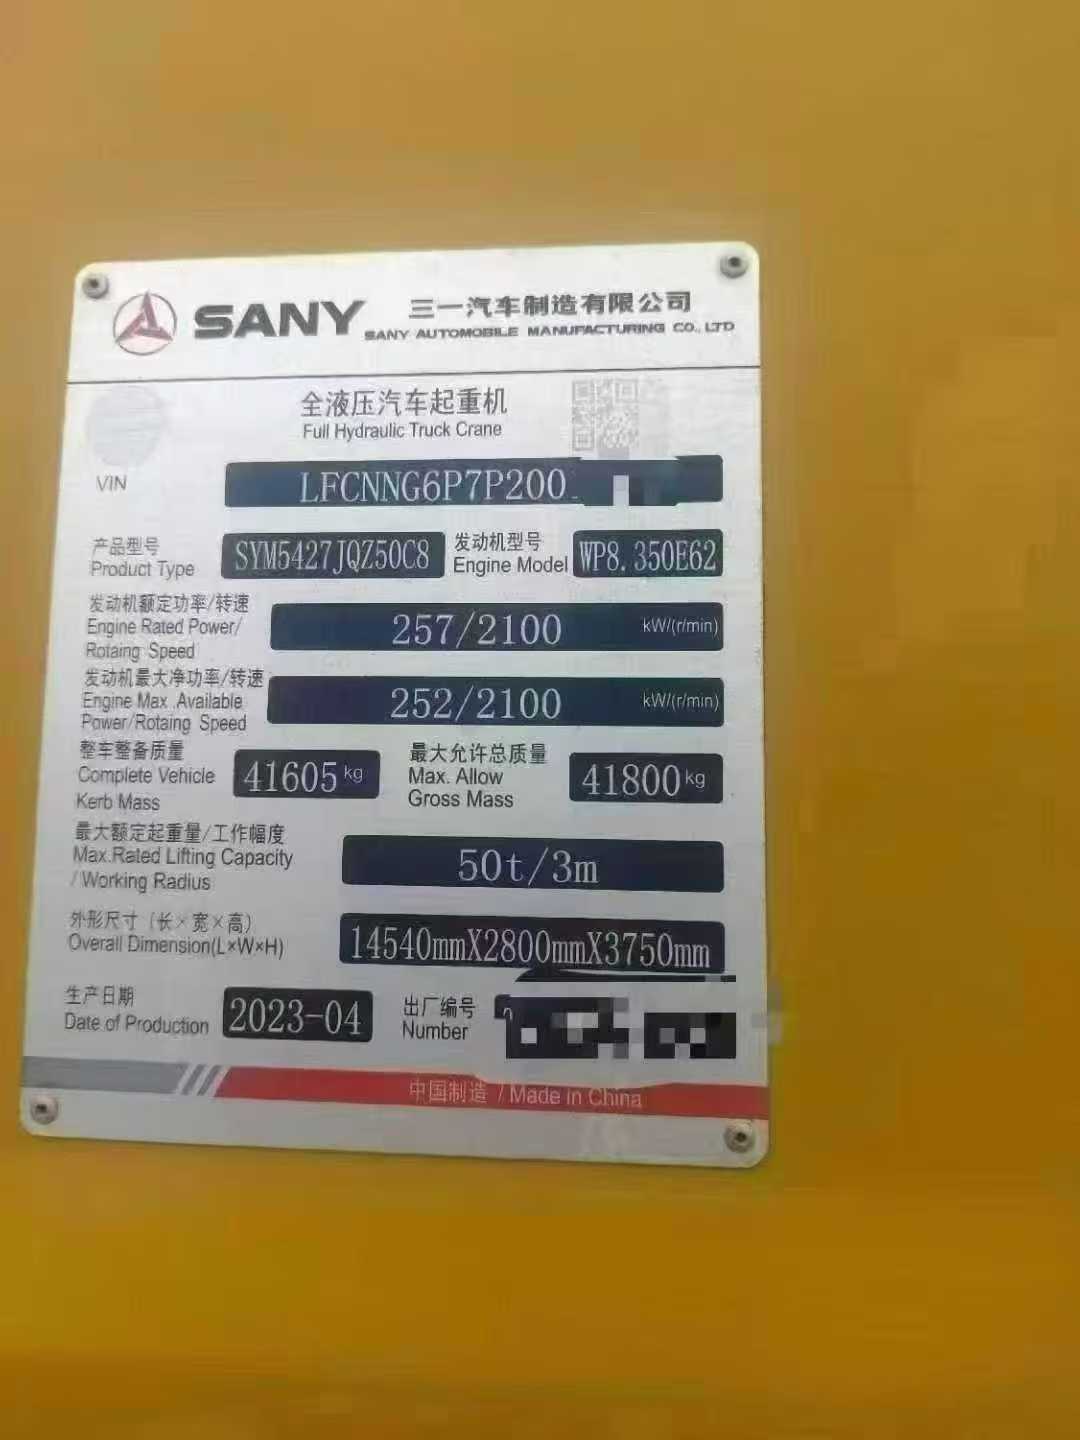 SANY 三一汽车制造有限公司
SANY AUTOMOBILE MANUFACTURING CO., LTD
全液压汽车起重机
Full Hydraulic Truck Crane
VIN LFCNNG6P7P200
产品型号 SYM5427JQZ50C8 发动机型号 WP8.350E62
Product Type Engine Model
发动机额定功率/转速
Engine Rated Power/ 257/2100 kW/(r/min)
Rotaing Speed
发动机最大净功率/转速
Engine Max .Available 252/2100 kW/(r/min)
Power/Rotaing Speed
整车整备质量 最大允许总质量
Complete Vehicle 41605 kg Max. Allow 41800 kg
Kerb Mass Gross Mass
最大额定起重量/工作幅度
Max.Rated Lifting Capacity 50t/3m
/ Working Radius
外形尺寸（长×宽×高）
Overall Dimension(L×W×H) 14540mmX2800mmX3750mm
生产日期 2023-04 出厂编号
Date of Production Number
中国制造 / Made in China